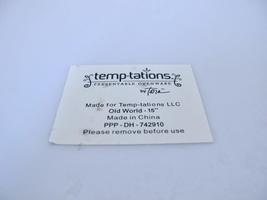 temp-tations
PRESENTABLE OVENWARE
by Tara
Made for Temp-tations LLC
Old World - 15"
Made in China
PPP - DH - 742910
Please remove before use